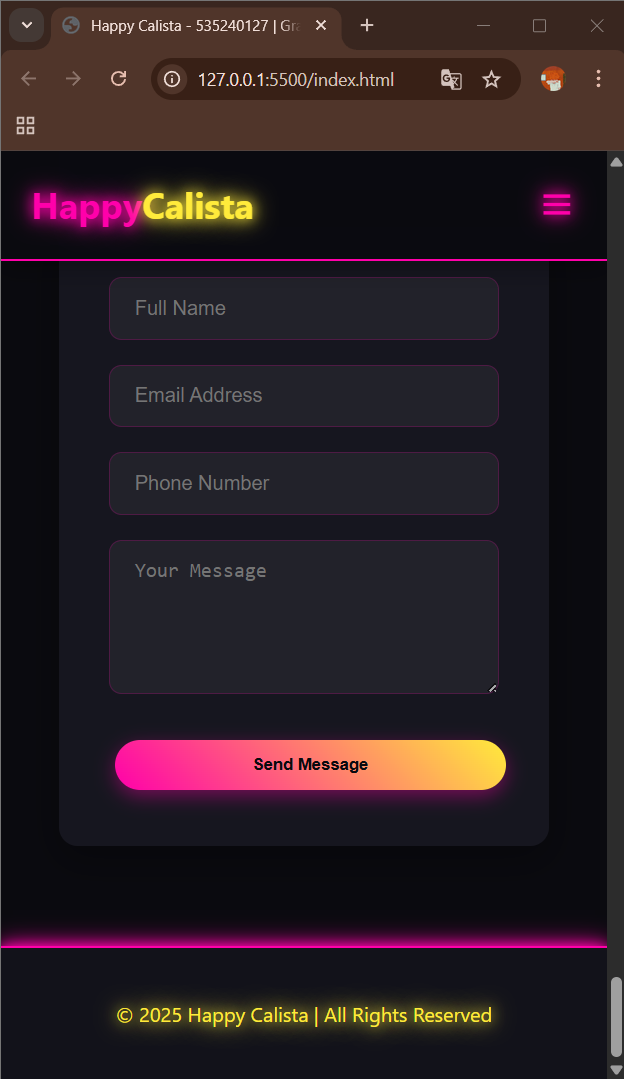 Happy Calista - 535240127 | Gra
127.0.0.1:5500/index.html
HappyCalista
Full Name
Email Address
Phone Number
Your Message
Send Message
© 2025 Happy Calista | All Rights Reserved